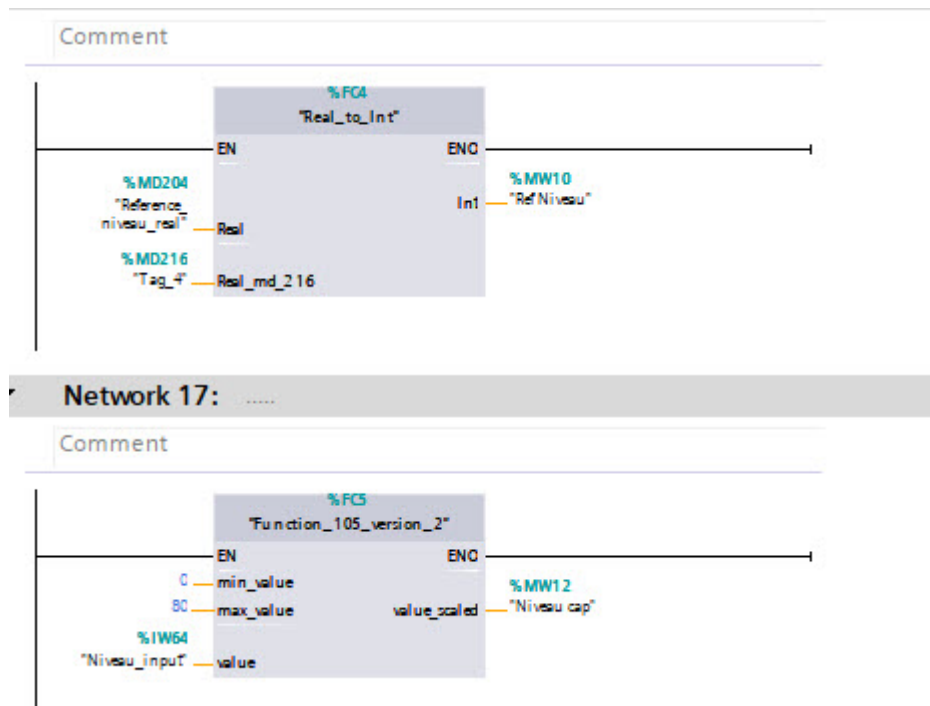 Comment
%FC4
"Real_to_Int"
EN ENO
%MD204
"Reference_
niveau_real" Real
%MW10
Int "Ref Niveau"
%MD216
"Tag_4" Real_md_216
Network 17: .....
Comment
%FC5
"Function_105_version_2"
EN ENO
0 min_value
80 max_value
%MW12
value_scaled "Niveau cap"
%IW64
"Niveau_input" value